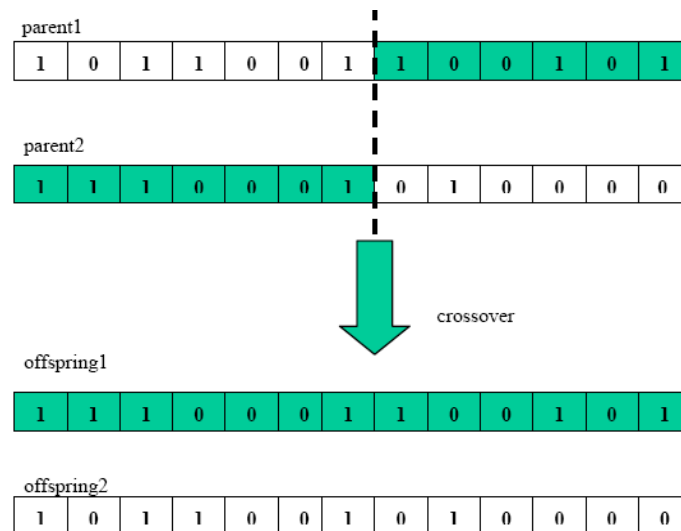 parent1
1 0 1 1 0 0 1 1 0 0 1 0 1
parent2
1 1 1 0 0 0 1 0 1 0 0 0 0
crossover
offspring1
1 1 1 0 0 0 1 1 0 0 1 0 1
offspring2
1 0 1 1 0 0 1 0 1 0 0 0 0